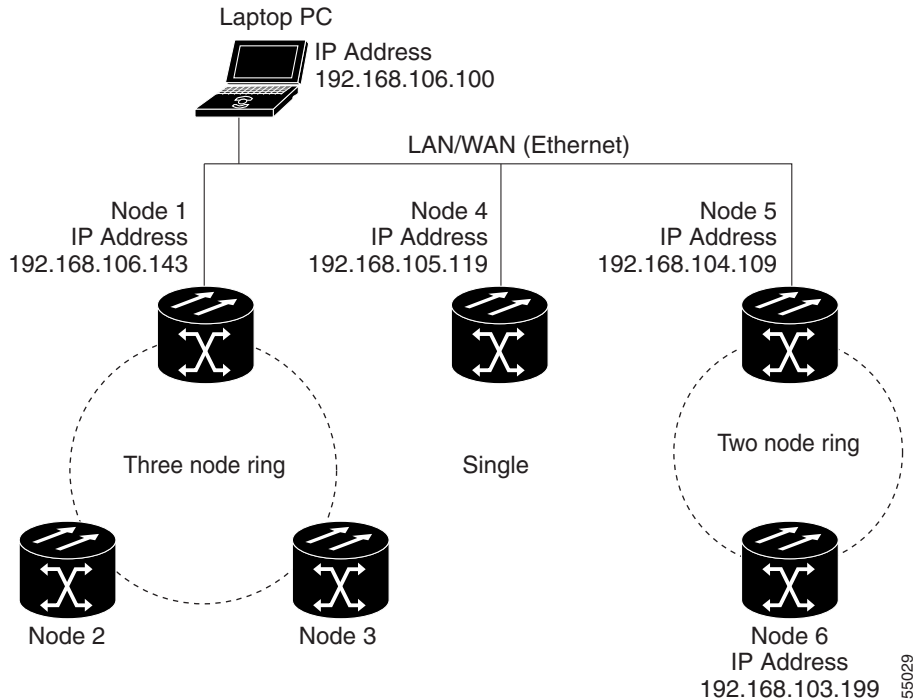 Laptop PC
IP Address
192.168.106.100
LAN/WAN (Ethernet)
Node 1
IP Address
192.168.106.143
Node 4
IP Address
192.168.105.119
Node 5
IP Address
192.168.104.109
Three node ring
Single
Two node ring
Node 2
Node 3
Node 6
IP Address
192.168.103.199
55029